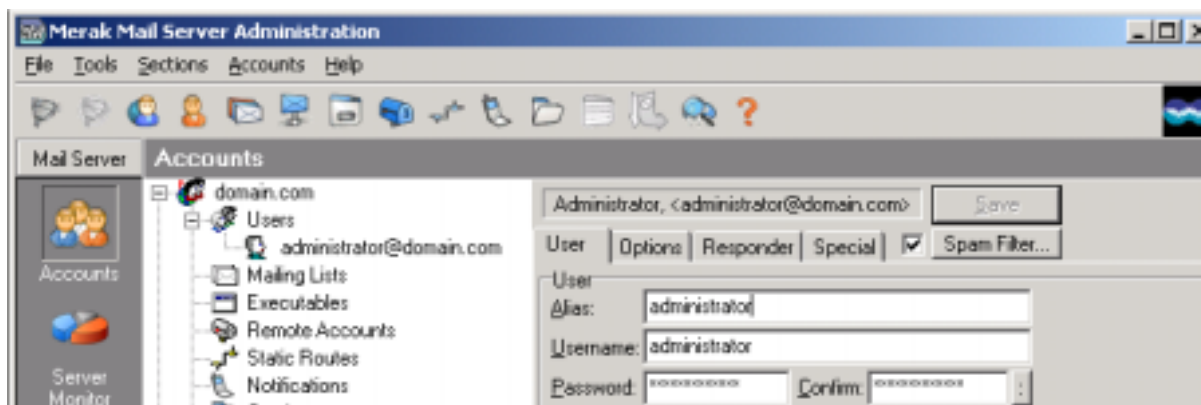 Merak Mail Server Administration
File Tools Sections Accounts Help
Mail Server Accounts
domain.com
Administrator, <administrator@domain.com> Save
Users
administrator@domain.com
User Options Responder Special Spam Filter...
Accounts
Mailing Lists
User
Executables
Alias: administrator
Remote Accounts
Username: administrator
Static Routes
Server
Monitor
Notifications
Password: ******** Confirm: ******** :